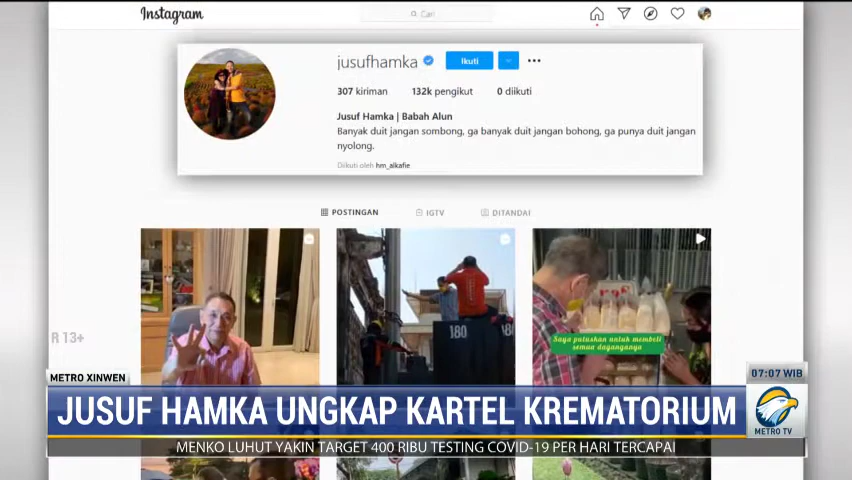 Instagram
Cari
jusufhamka
Ikuti
307 kiriman 132k pengikut 0 diikuti
Jusuf Hamka | Babah Alun
Banyak duit jangan sombong, ga banyak duit jangan bohong, ga punya duit jangan
nyolong.
Diikuti oleh hm_alkafie
POSTINGAN IGTV DITANDAI
180 180
Saya putuskan untuk membeli
semua dagangannya
R 13+
METRO XINWEN
07:07 WIB
JUSUF HAMKA UNGKAP KARTEL KREMATORIUM
METRO TV
MENKO LUHUT YAKIN TARGET 400 RIBU TESTING COVID-19 PER HARI TERCAPAI